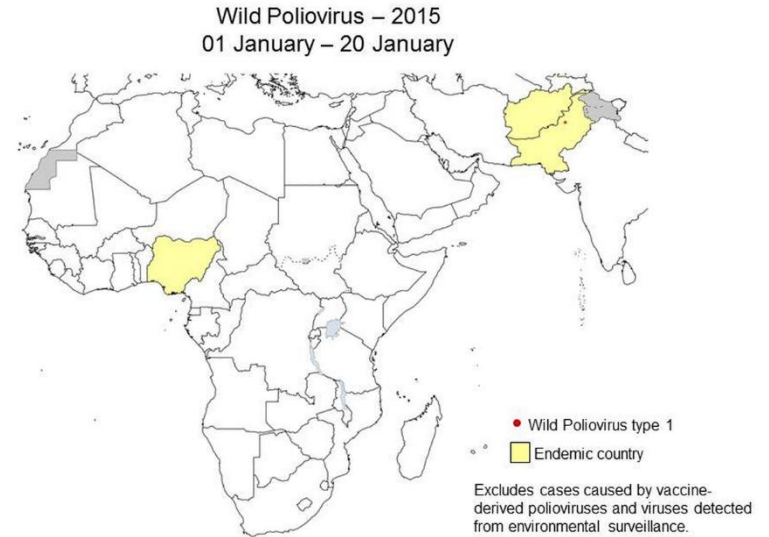 Wild Poliovirus – 2015
01 January – 20 January
Wild Poliovirus type 1
Endemic country
Excludes cases caused by vaccine-
derived polioviruses and viruses detected
from environmental surveillance.